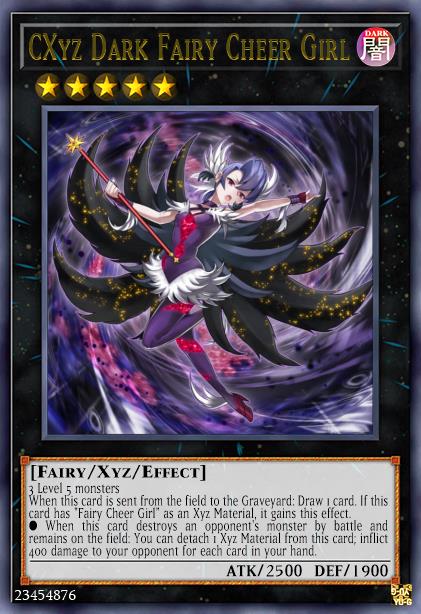 CXyz Dark Fairy Cheer Girl
DARK
闇
[Fairy/Xyz/Effect]
3 Level 5 monsters
When this card is sent from the field to the Graveyard: Draw 1 card. If this
card has "Fairy Cheer Girl" as an Xyz Material, it gains this effect.
● When this card destroys an opponent's monster by battle and
remains on the field: You can detach 1 Xyz Material from this card; inflict
400 damage to your opponent for each card in your hand.
ATK/2500 DEF/1900
23454876